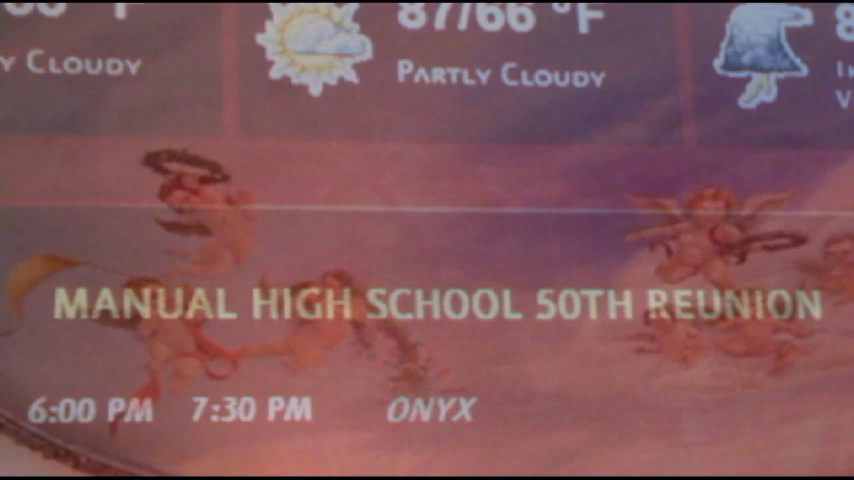 87/66 °F
Y CLOUDY
PARTLY CLOUDY
MANUAL HIGH SCHOOL 50TH REUNION
6:00 PM 7:30 PM ONYX